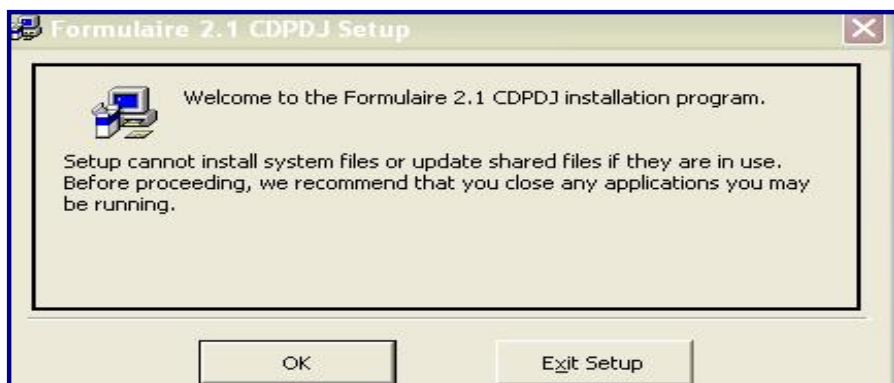 Formulaire 2.1 CDPDJ Setup
Welcome to the Formulaire 2.1 CDPDJ installation program.
Setup cannot install system files or update shared files if they are in use.
Before proceeding, we recommend that you close any applications you may
be running.
OK
Exit Setup